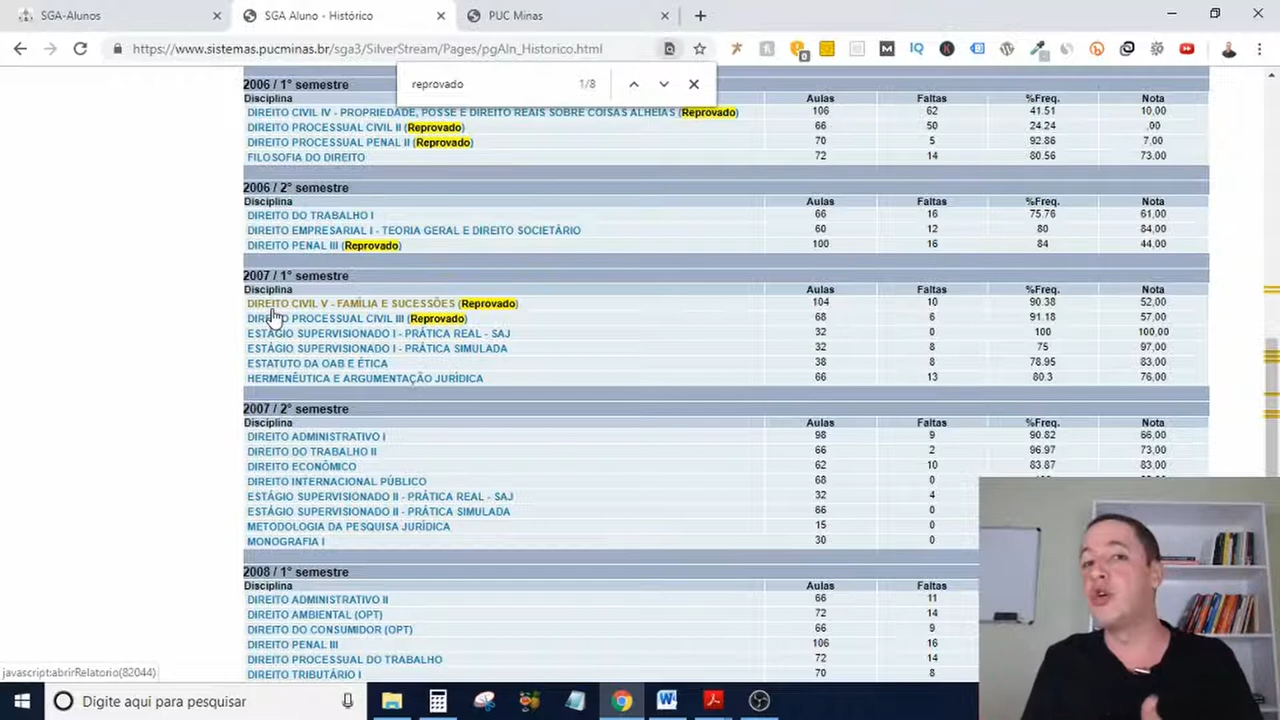 SGA-Alunos
SGA Aluno - Histórico
PUC Minas
https://www.sistemas.pucminas.br/sga3/SilverStream/Pages/pgAln_Historico.html
reprovado 1/8
2006 / 1° semestre
Disciplina Aulas Faltas %Freq. Nota
DIREITO CIVIL IV - PROPRIEDADE, POSSE E DIREITO REAIS SOBRE COISAS ALHEIAS (Reprovado) 106 62 41.51 10,00
DIREITO PROCESSUAL CIVIL II (Reprovado) 66 50 24.24 ,00
DIREITO PROCESSUAL PENAL II (Reprovado) 70 5 92.86 7,00
FILOSOFIA DO DIREITO 72 14 80.56 73,00
2006 / 2° semestre
Disciplina Aulas Faltas %Freq. Nota
DIREITO DO TRABALHO I 66 16 75.76 61,00
DIREITO EMPRESARIAL I - TEORIA GERAL E DIREITO SOCIETÁRIO 60 12 80 84,00
DIREITO PENAL III (Reprovado) 100 16 84 44,00
2007 / 1° semestre
Disciplina Aulas Faltas %Freq. Nota
DIREITO CIVIL V - FAMÍLIA E SUCESSÕES (Reprovado) 104 10 90.38 52,00
DIREITO PROCESSUAL CIVIL III (Reprovado) 68 6 91.18 57,00
ESTÁGIO SUPERVISIONADO I - PRÁTICA REAL - SAJ 32 0 100 100,00
ESTÁGIO SUPERVISIONADO I - PRÁTICA SIMULADA 32 8 75 97,00
ESTATUTO DA OAB E ÉTICA 38 8 78.95 83,00
HERMENÊUTICA E ARGUMENTAÇÃO JURÍDICA 66 13 80.3 76,00
2007 / 2° semestre
Disciplina Aulas Faltas %Freq. Nota
DIREITO ADMINISTRATIVO I 98 9 90.82 66,00
DIREITO DO TRABALHO II 66 2 96.97 73,00
DIREITO ECONÔMICO 62 10 83.87 83,00
DIREITO INTERNACIONAL PÚBLICO 68 0
ESTÁGIO SUPERVISIONADO II - PRÁTICA REAL - SAJ 32 4
ESTÁGIO SUPERVISIONADO II - PRÁTICA SIMULADA 66 0
METODOLOGIA DA PESQUISA JURÍDICA 15 0
MONOGRAFIA I 30 0
2008 / 1° semestre
Disciplina Aulas Faltas
DIREITO ADMINISTRATIVO II 66 11
DIREITO AMBIENTAL (OPT) 72 14
DIREITO DO CONSUMIDOR (OPT) 66 9
DIREITO PENAL III 106 16
DIREITO PROCESSUAL DO TRABALHO 72 14
DIREITO TRIBUTÁRIO I 70 8
javascript:abrirRelatorio(82044)
Digite aqui para pesquisar